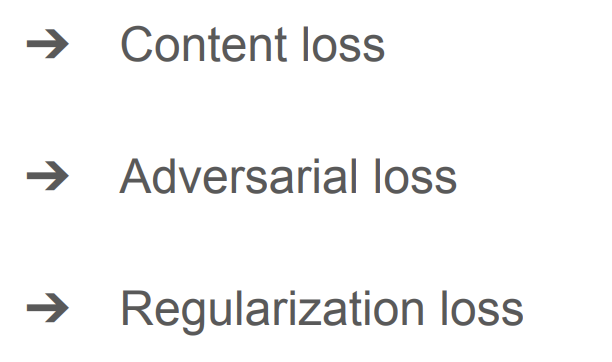 ➔ Content loss
➔ Adversarial loss
➔ Regularization loss